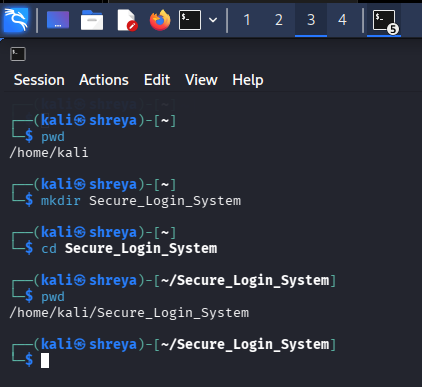 1 2 3 4 5
Session Actions Edit View Help
┌──(kali㉿shreya)-[~]
└─$ pwd
/home/kali
┌──(kali㉿shreya)-[~]
└─$ mkdir Secure_Login_System
┌──(kali㉿shreya)-[~]
└─$ cd Secure_Login_System
┌──(kali㉿shreya)-[~/Secure_Login_System]
└─$ pwd
/home/kali/Secure_Login_System
┌──(kali㉿shreya)-[~/Secure_Login_System]
└─$